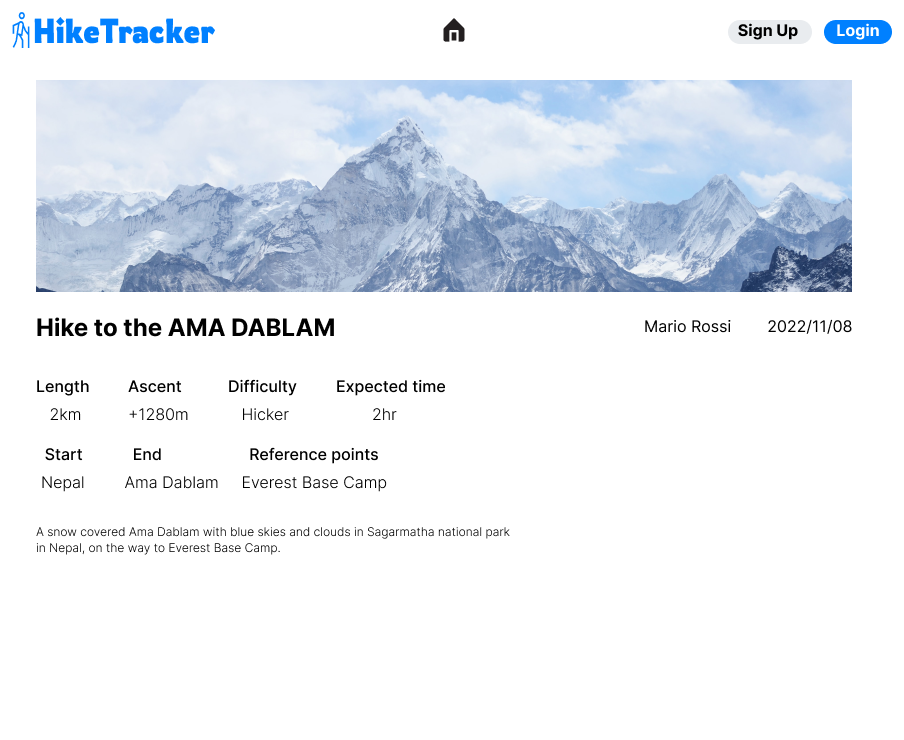 HikeTracker
Sign Up
Login
Hike to the AMA DABLAM
Mario Rossi
2022/11/08
Length Ascent Difficulty Expected time
2km +1280m Hicker 2hr
Start End Reference points
Nepal Ama Dablam Everest Base Camp
A snow covered Ama Dablam with blue skies and clouds in Sagarmatha national park
in Nepal, on the way to Everest Base Camp.